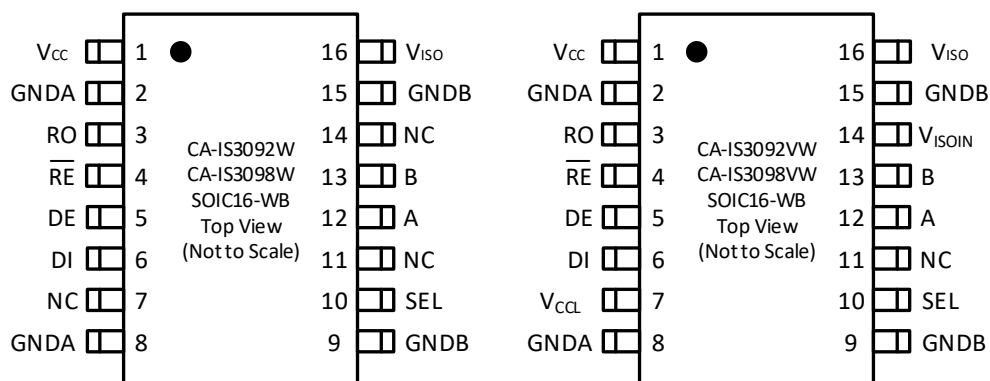 VCC 1 16 VISO
GNDA 2 15 GNDB
RO 3 14 NC
RE 4 13 B
DE 5 12 A
DI 6 11 NC
NC 7 10 SEL
GNDA 8 9 GNDB
CA-IS3092W
CA-IS3098W
SOIC16-WB
Top View
(Not to Scale)
VCC 1 16 VISO
GNDA 2 15 GNDB
RO 3 14 VISOIN
RE 4 13 B
DE 5 12 A
DI 6 11 NC
VCCL 7 10 SEL
GNDA 8 9 GNDB
CA-IS3092VW
CA-IS3098VW
SOIC16-WB
Top View
(Not to Scale)